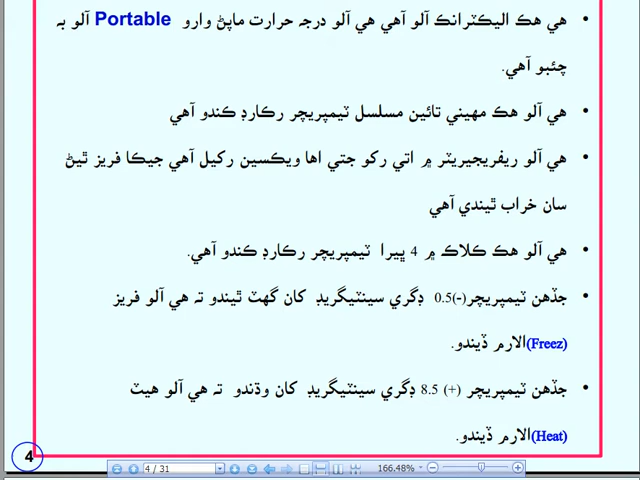 هي هڪ اليڪٽرانڪ آلو آهي هي آلو درجه حرارت ماپڻ وارو Portable آلو به
چئبو آهي.
هي آلو هڪ مهيني تائين مسلسل ٽيمپريچر رڪارڊ ڪندو آهي
هي آلو ريفريجيريٽر ۾ اتي رکو جتي اها ويڪسين رکيل آهي جيڪا فريز ٿيڻ
سان خراب ٿيندي آهي
هي آلو هڪ ڪلاڪ ۾ 4 ڀيرا ٽيمپريچر رڪارڊ ڪندو آهي.
جڏهن ٽيمپريچر(-)0.5 ڊگري سينٽيگريڊ کان گهٽ ٿيندو ته هي آلو فريز
(Freez)الارم ڏيندو.
جڏهن ٽيمپريچر (+) 8.5 ڊگري سينٽيگريڊ کان وڌندو ته هي آلو هيٽ
(Heat)الارم ڏيندو.
4
4 / 31
166.48%